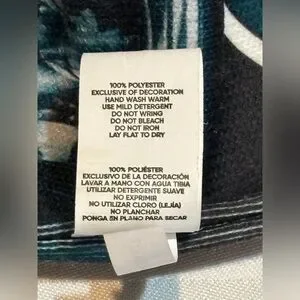 100% POLYESTER
EXCLUSIVE OF DECORATION
HAND WASH WARM
USE MILD DETERGENT
DO NOT WRING
DO NOT BLEACH
DO NOT IRON
LAY FLAT TO DRY
100% POLIÉSTER
EXCLUSIVO DE LA DECORACIÓN
LAVAR A MANO CON AGUA TIBIA
UTILIZAR DETERGENTE SUAVE
NO EXPRIMIR
NO UTILIZAR CLORO (LEJÍA)
NO PLANCHAR
PONGA EN PLANO PARA SECAR